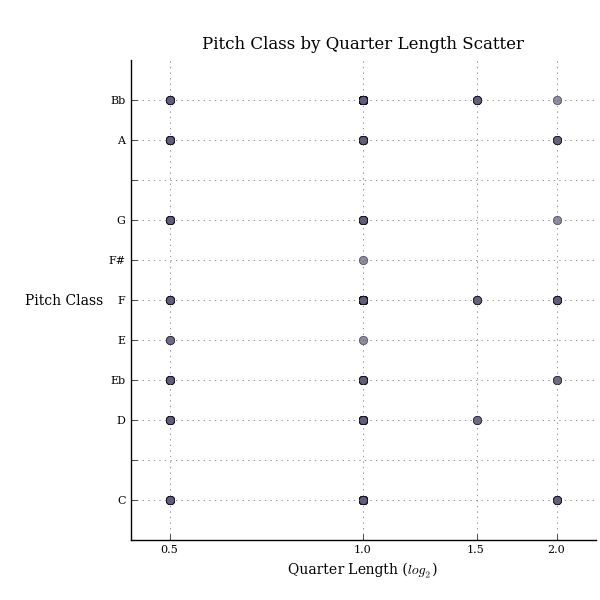 Pitch Class by Quarter Length Scatter
Bb
A
G
F#
Pitch Class F
E
Eb
D
C
0.5 1.0 1.5 2.0
Quarter Length (log₂)